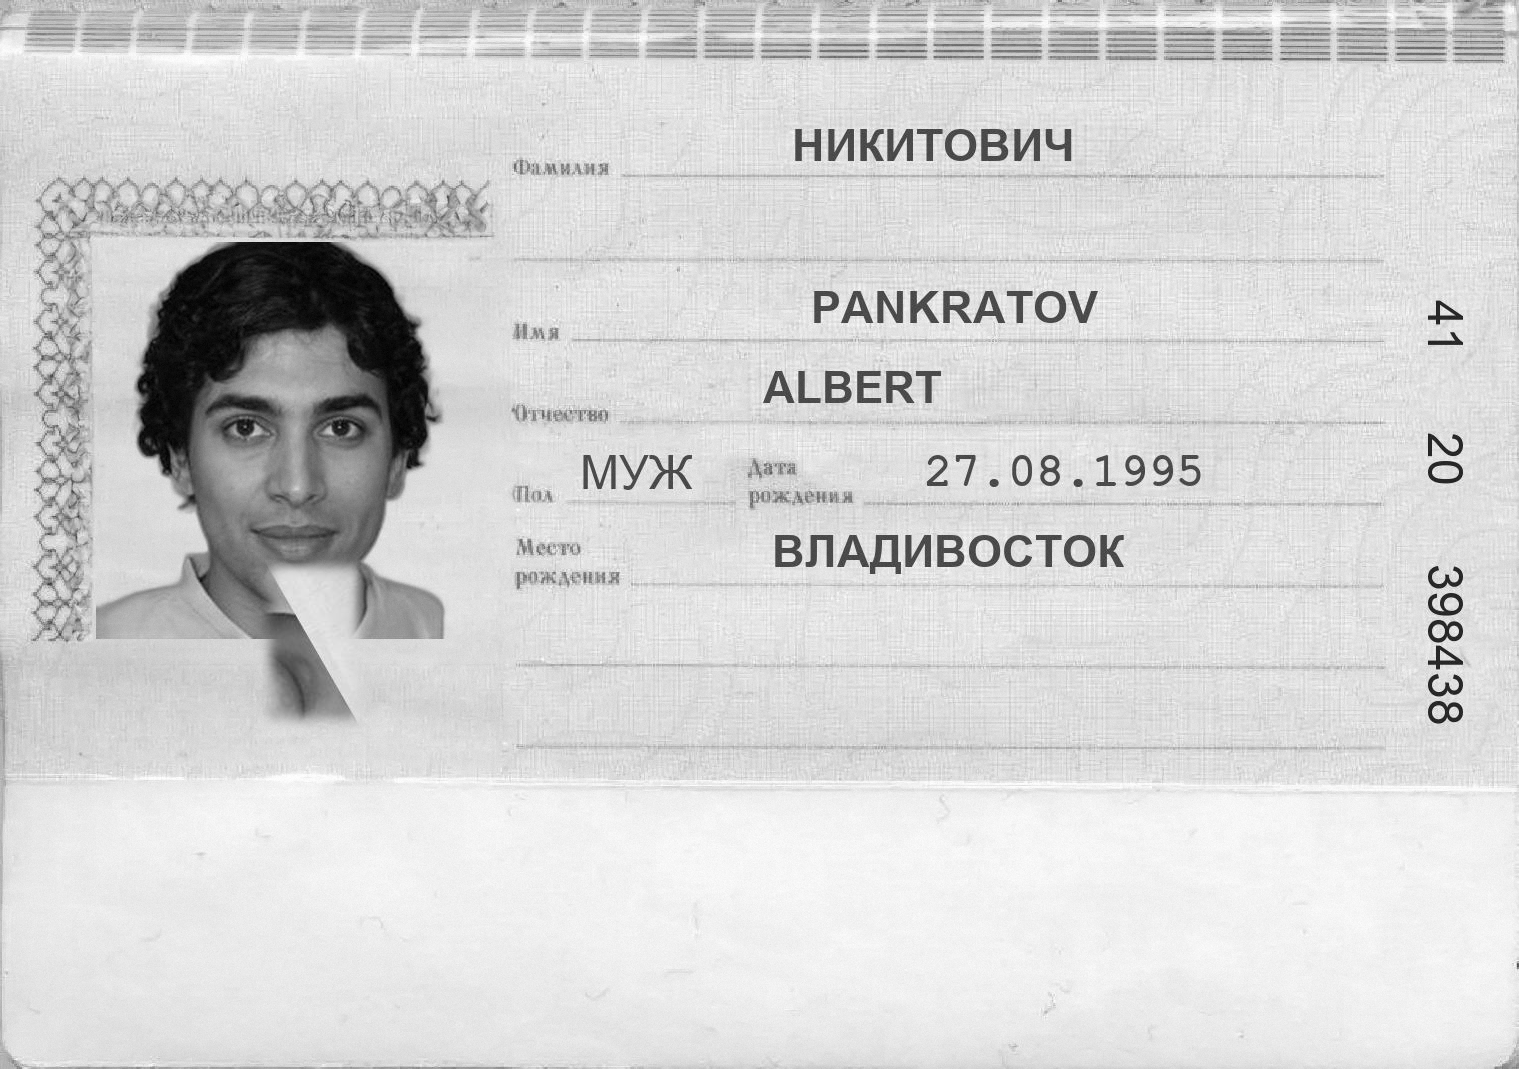 Фамилия НИКИТОВИЧ
Имя PANKRATOV
Отчество ALBERT
Пол МУЖ Дата рождения 27.08.1995
Место рождения ВЛАДИВОСТОК
41 20 398438